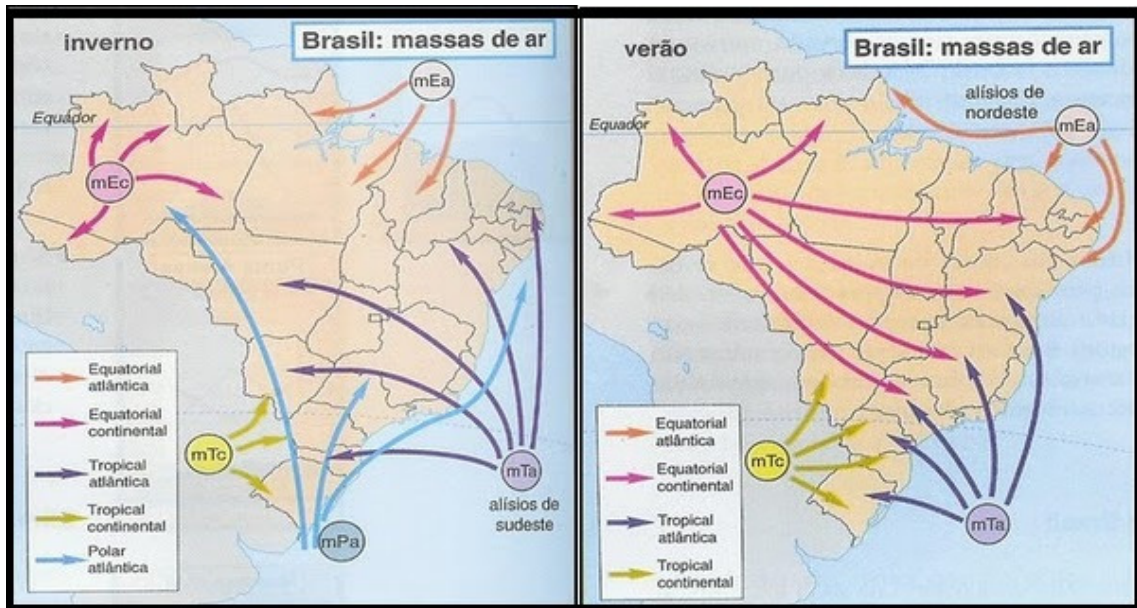 inverno
Brasil: massas de ar
mEa
Equador
mEc
mTc
mTa
alísios de
sudeste
mPa
Equatorial
atlântica
Equatorial
continental
Tropical
atlântica
Tropical
continental
Polar
atlântica
verão
Brasil: massas de ar
alísios de
nordeste
mEa
Equador
mEc
mTc
mTa
Equatorial
atlântica
Equatorial
continental
Tropical
atlântica
Tropical
continental